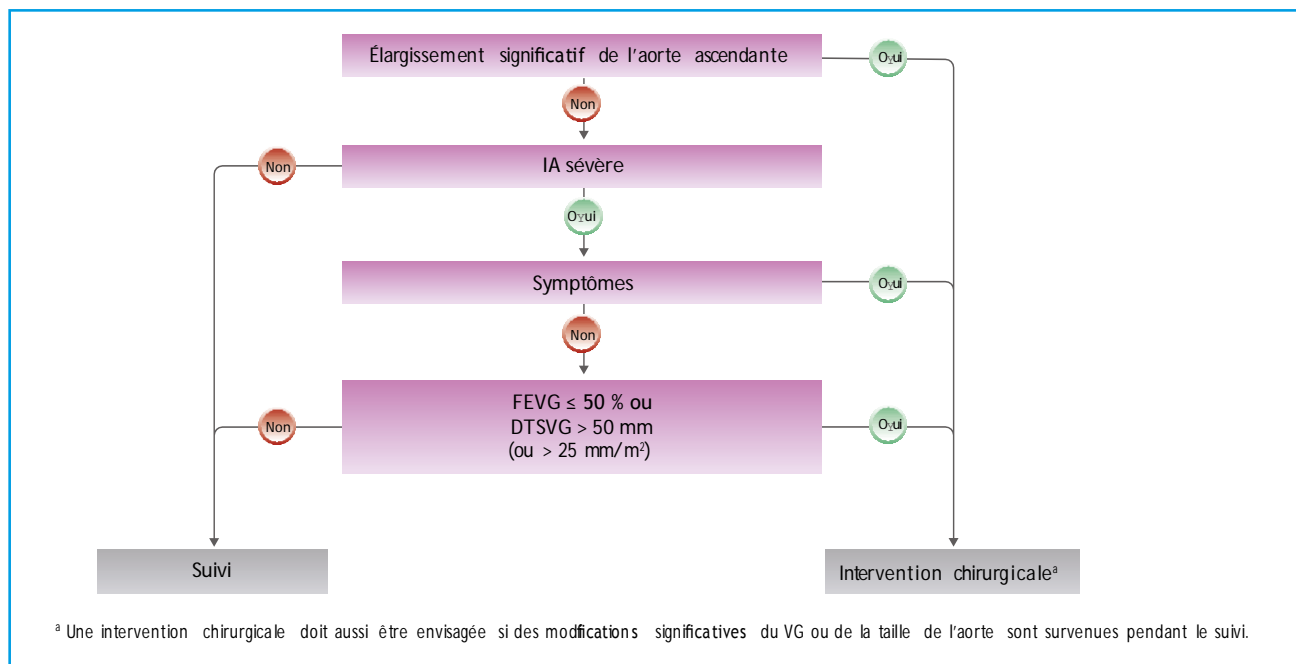 Élargissement significatif de l'aorte ascendante
Oui
Non
IA sévère
Non
Oui
Symptômes
Oui
Non
FEVG ≤ 50 % ou
DTSVG > 50 mm
(ou > 25 mm/m²)
Non
Oui
Suivi
Intervention chirurgicaleᵃ
ᵃ Une intervention chirurgicale doit aussi être envisagée si des modifications significatives du VG ou de la taille de l'aorte sont survenues pendant le suivi.